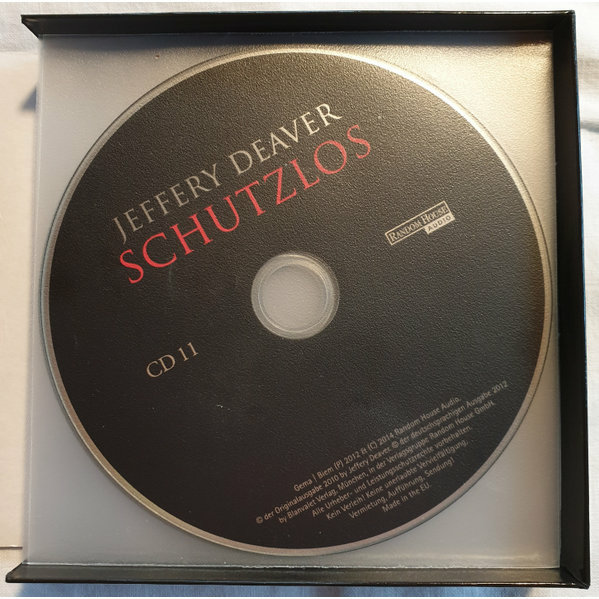 JEFFERY DEAVER
SCHUTZLOS
RANDOM HOUSE
AUDIO
CD 11
Gema | Biem (P) 2012 & (C) 2014 Random House Audio.
© der Originalausgabe 2010 by Jeffery Deaver © der deutschsprachigen Ausgabe 2012
by Blanvalet Verlag, München, in der Verlagsgruppe Random House GmbH.
Alle Urheber- und Leistungsschutzrechte vorbehalten.
Kein Verleih! Keine unerlaubte Vervielfältigung,
Vermietung, Aufführung, Sendung!
Made in the EU.